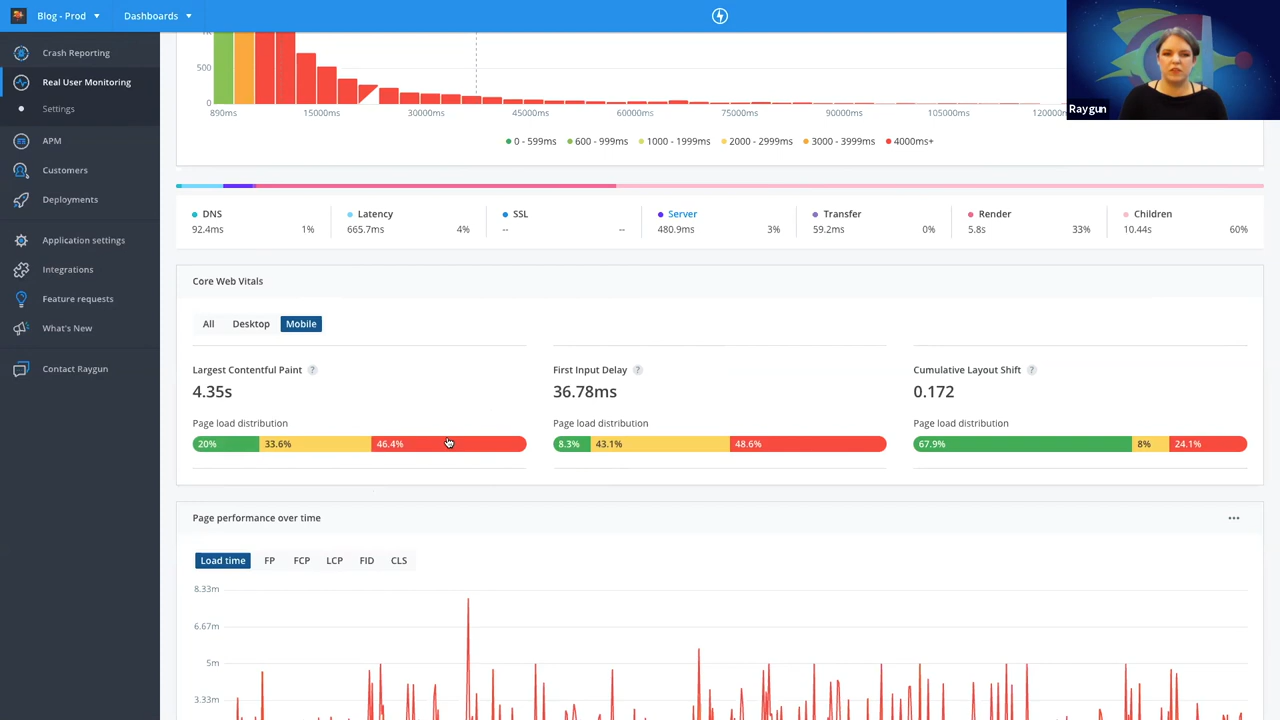 Blog - Prod
Dashboards
Raygun
Crash Reporting
Real User Monitoring
Settings
APM
Customers
Deployments
Application settings
Integrations
Feature requests
What's New
Contact Raygun
500
0
890ms 15000ms 30000ms 45000ms 60000ms 75000ms 90000ms 105000ms
0 - 599ms 600 - 999ms 1000 - 1999ms 2000 - 2999ms 3000 - 3999ms 4000ms+
DNS
92.4ms 1%
Latency
665.7ms 4%
SSL
-- --
Server
480.9ms 3%
Transfer
59.2ms 0%
Render
5.8s 33%
Children
10.44s 60%
Core Web Vitals
All Desktop Mobile
Largest Contentful Paint ?
4.35s
Page load distribution
20% 33.6% 46.4%
First Input Delay ?
36.78ms
Page load distribution
8.3% 43.1% 48.6%
Cumulative Layout Shift ?
0.172
Page load distribution
67.9% 8% 24.1%
Page performance over time
Load time FP FCP LCP FID CLS
8.33m
6.67m
5m
3.33m